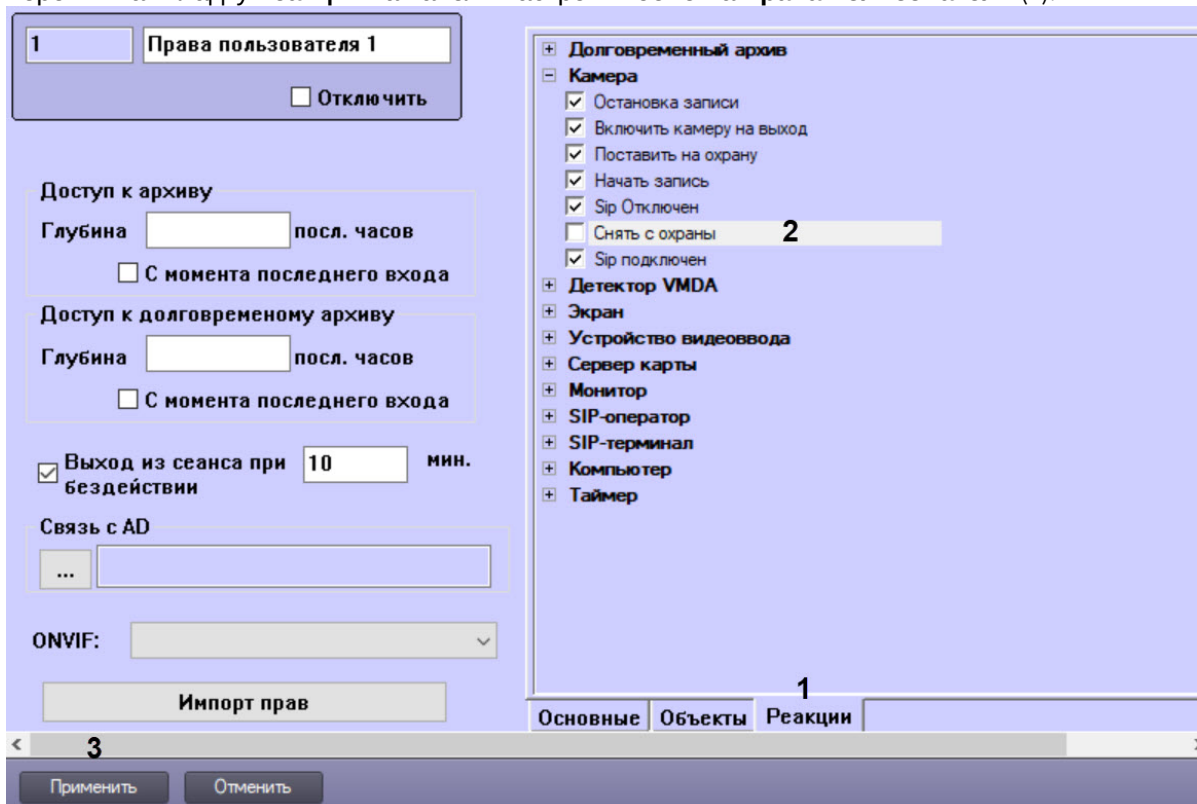 1
Права пользователя 1
Отключить
Доступ к архиву
Глубина посл. часов
С момента последнего входа
Доступ к долговременому архиву
Глубина посл. часов
С момента последнего входа
Выход из сеанса при 10 мин.
бездействии
Связь с AD
...
ONVIF:
Импорт прав
Долговременный архив
Камера
Остановка записи
Включить камеру на выход
Поставить на охрану
Начать запись
Sip Отключен
Снять с охраны 2
Sip подключен
Детектор VMDA
Экран
Устройство видеоввода
Сервер карты
Монитор
SIP-оператор
SIP-терминал
Компьютер
Таймер
1
Основные Объекты Реакции
3
Применить Отменить